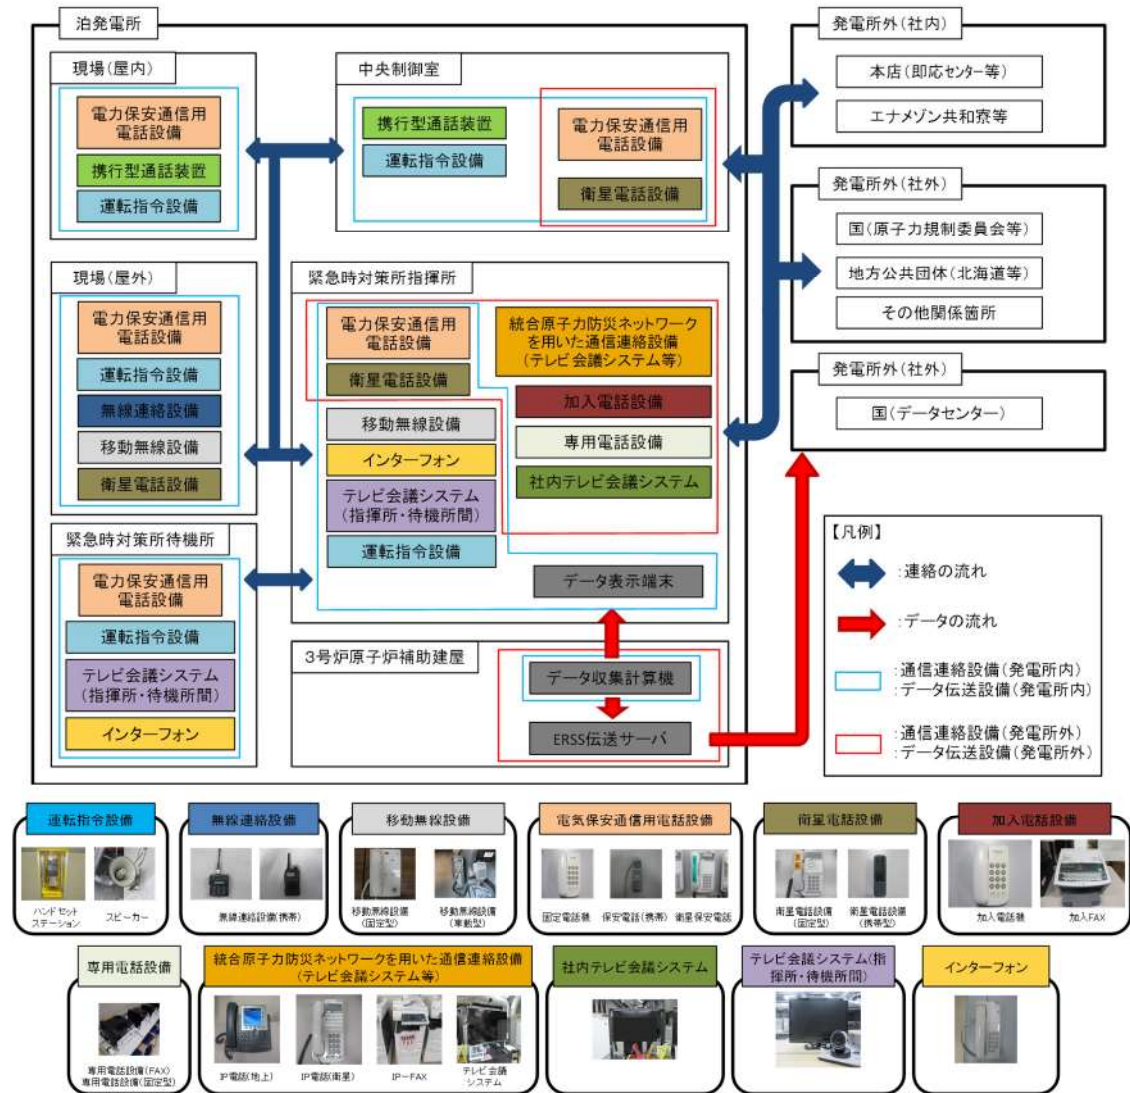 泊発電所
現場(屋内)
電力保安通信用
電話設備
携行型通話装置
運転指令設備
中央制御室
携行型通話装置
運転指令設備
電力保安通信用
電話設備
衛星電話設備
発電所外(社内)
本店(即応センター等)
エナメゾン共和寮等
発電所外(社外)
国(原子力規制委員会等)
地方公共団体(北海道等)
その他関係箇所
発電所外(社外)
国(データセンター)
現場(屋外)
電力保安通信用
電話設備
運転指令設備
無線連絡設備
移動無線設備
衛星電話設備
緊急時対策所指揮所
電力保安通信用
電話設備
衛星電話設備
移動無線設備
インターフォン
テレビ会議システム
(指揮所・待機所間)
運転指令設備
統合原子力防災ネットワーク
を用いた通信連絡設備
(テレビ会議システム等)
加入電話設備
専用電話設備
社内テレビ会議システム
データ表示端末
緊急時対策所待機所
電力保安通信用
電話設備
運転指令設備
テレビ会議システム
(指揮所・待機所間)
インターフォン
3号炉原子炉補助建屋
データ収集計算機
ERSS伝送サーバ
【凡例】
:連絡の流れ
:データの流れ
:通信連絡設備(発電所内)
:データ伝送設備(発電所内)
:通信連絡設備(発電所外)
:データ伝送設備(発電所外)
運転指令設備
ハンドセット
ステーション
スピーカー
無線連絡設備
無線連絡設備(携帯)
移動無線設備
移動無線設備
(固定型)
移動無線設備
(車載型)
電気保安通信用電話設備
固定電話機
保安電話(携帯)
衛星保安電話
衛星電話設備
衛星電話設備
(固定型)
衛星電話設備
(携帯型)
加入電話設備
加入電話機
加入FAX
専用電話設備
専用電話設備(FAX)
専用電話設備(固定型)
統合原子力防災ネットワークを用いた通信連絡設備
(テレビ会議システム等)
IP電話(地上)
IP電話(衛星)
IP-FAX
テレビ会議
システム
社内テレビ会議システム
テレビ会議システム(指
揮所・待機所間)
インターフォン